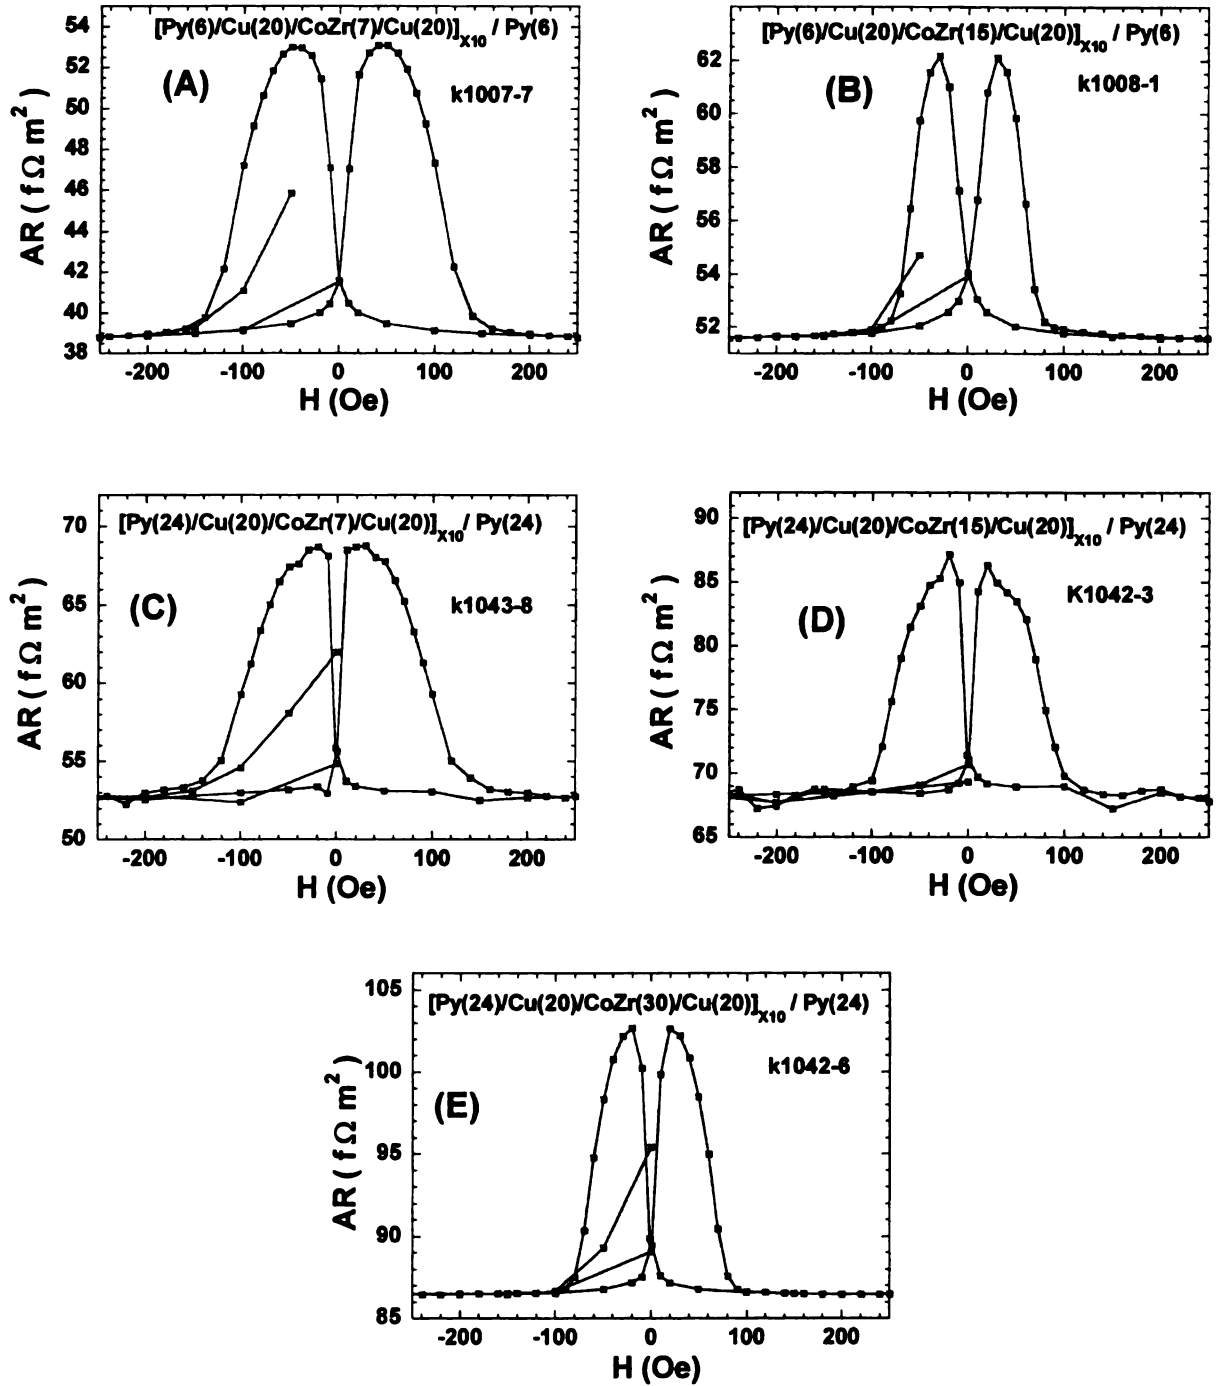 [Py(6)/Cu(20)/CoZr(7)/Cu(20)]X10 / Py(6)
(A)
k1007-7
54
52
50
48
46
44
42
40
38
AR ( f Ω m2 )
-200 -100 0 100 200
H (Oe)
[Py(6)/Cu(20)/CoZr(15)/Cu(20)]X10 / Py(6)
(B)
k1008-1
62
60
58
56
54
52
AR ( f Ω m2 )
-200 -100 0 100 200
H (Oe)
[Py(24)/Cu(20)/CoZr(7)/Cu(20)]X10 / Py(24)
(C)
k1043-8
70
65
60
55
50
AR ( f Ω m2 )
-200 -100 0 100 200
H (Oe)
[Py(24)/Cu(20)/CoZr(15)/Cu(20)]X10 / Py(24)
(D)
K1042-3
90
85
80
75
70
65
AR ( f Ω m2 )
-200 -100 0 100 200
H (Oe)
[Py(24)/Cu(20)/CoZr(30)/Cu(20)]X10 / Py(24)
(E)
k1042-6
105
100
95
90
85
AR ( f Ω m2 )
-200 -100 0 100 200
H (Oe)